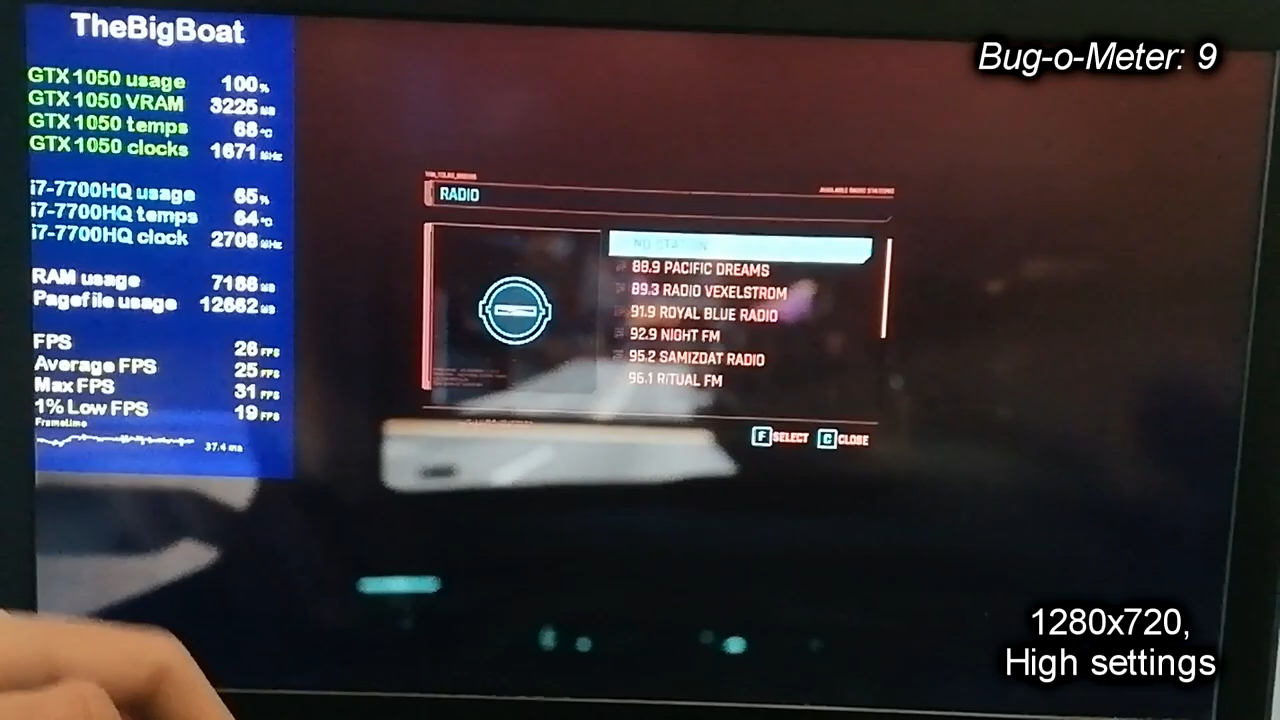 TheBigBoat
Bug-o-Meter: 9
GTX 1050 usage 100%
GTX 1050 VRAM 3225 MB
GTX 1050 temps 68 °C
GTX 1050 clocks 1671 MHz
i7-7700HQ usage 65%
i7-7700HQ temps 64 °C
i7-7700HQ clock 2708 MHz
RAM usage 7186 MB
Pagefile usage 12662 MB
FPS 26 FPS
Average FPS 25 FPS
Max FPS 31 FPS
1% Low FPS 19 FPS
Frametime
37.4 ms
AVAILABLE RADIO STATIONS
RADIO
NO STATION
88.9 PACIFIC DREAMS
89.3 RADIO VEXELSTROM
91.9 ROYAL BLUE RADIO
92.9 NIGHT FM
95.2 SAMIZDAT RADIO
96.1 RITUAL FM
F SELECT C CLOSE
1280x720,
High settings